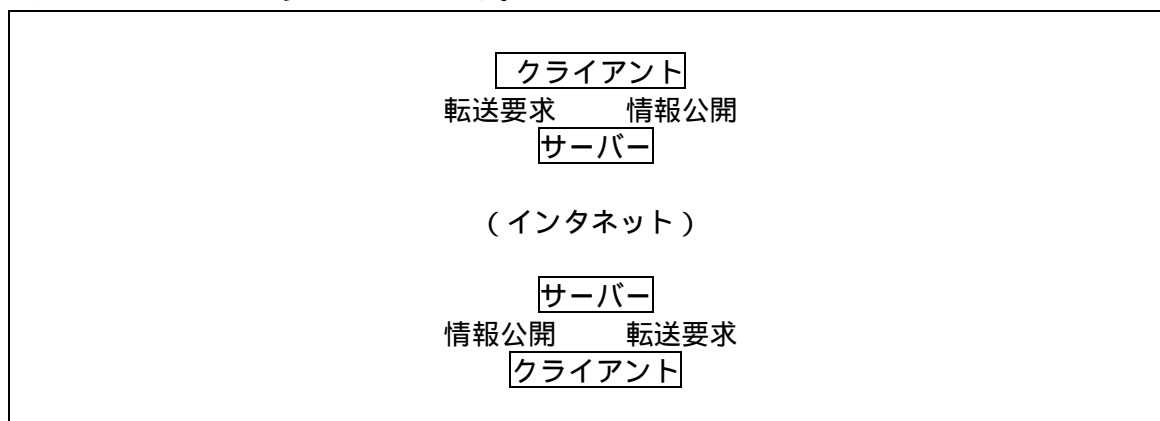 クライアント
転送要求 情報公開
サーバー
(インタネット)
サーバー
情報公開 転送要求
クライアント